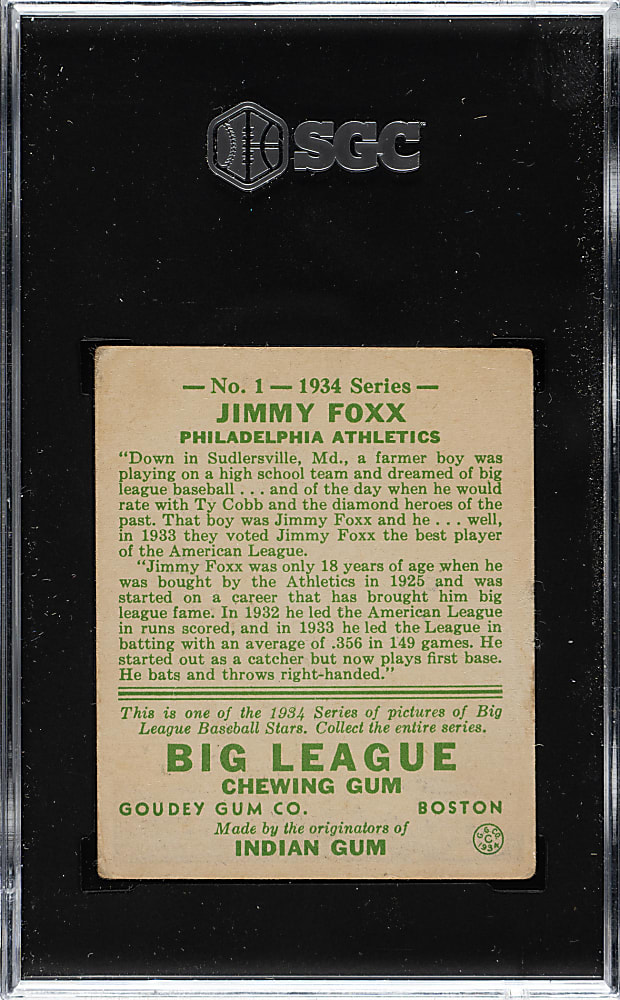 SGC
— No. 1 — 1934 Series —
JIMMY FOXX
PHILADELPHIA ATHLETICS
"Down in Sudlersville, Md., a farmer boy was
playing on a high school team and dreamed of big
league baseball . . . and of the day when he would
rate with Ty Cobb and the diamond heroes of the
past. That boy was Jimmy Foxx and he . . . well,
in 1933 they voted Jimmy Foxx the best player
of the American League.
"Jimmy Foxx was only 18 years of age when he
was bought by the Athletics in 1925 and was
started on a career that has brought him big
league fame. In 1932 he led the American League
in runs scored, and in 1933 he led the League in
batting with an average of .356 in 149 games. He
started out as a catcher but now plays first base.
He bats and throws right-handed."
This is one of the 1934 Series of pictures of Big
League Baseball Stars. Collect the entire series.
BIG LEAGUE
CHEWING GUM
GOUDEY GUM CO. BOSTON
Made by the originators of
INDIAN GUM
G. G. CO.
C
1934